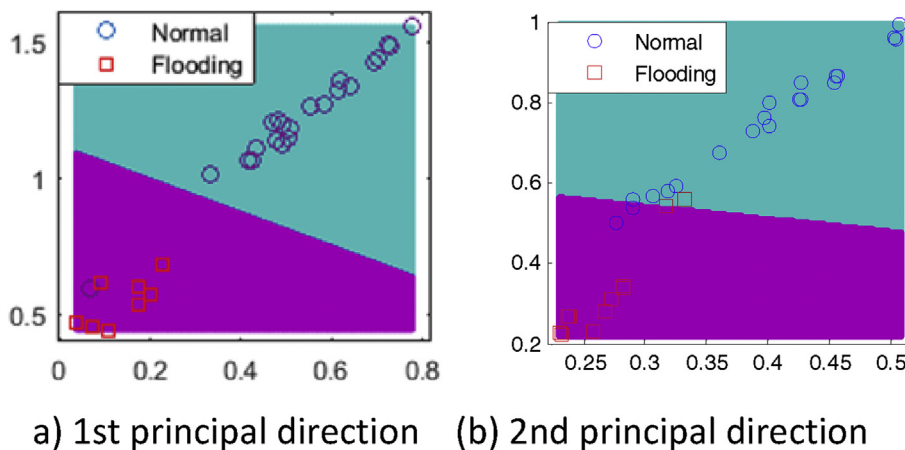 Normal
Flooding
1.5
1
0.5
0 0.2 0.4 0.6 0.8
a) 1st principal direction
Normal
Flooding
1
0.8
0.6
0.4
0.2
0.25 0.3 0.35 0.4 0.45 0.5
(b) 2nd principal direction